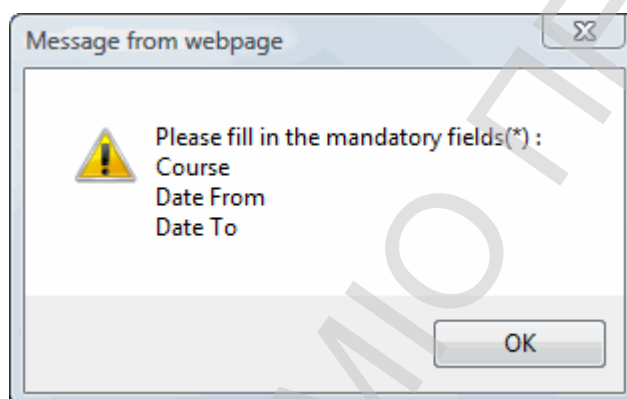 Message from webpage
Please fill in the mandatory fields(*) :
Course
Date From
Date To
OK